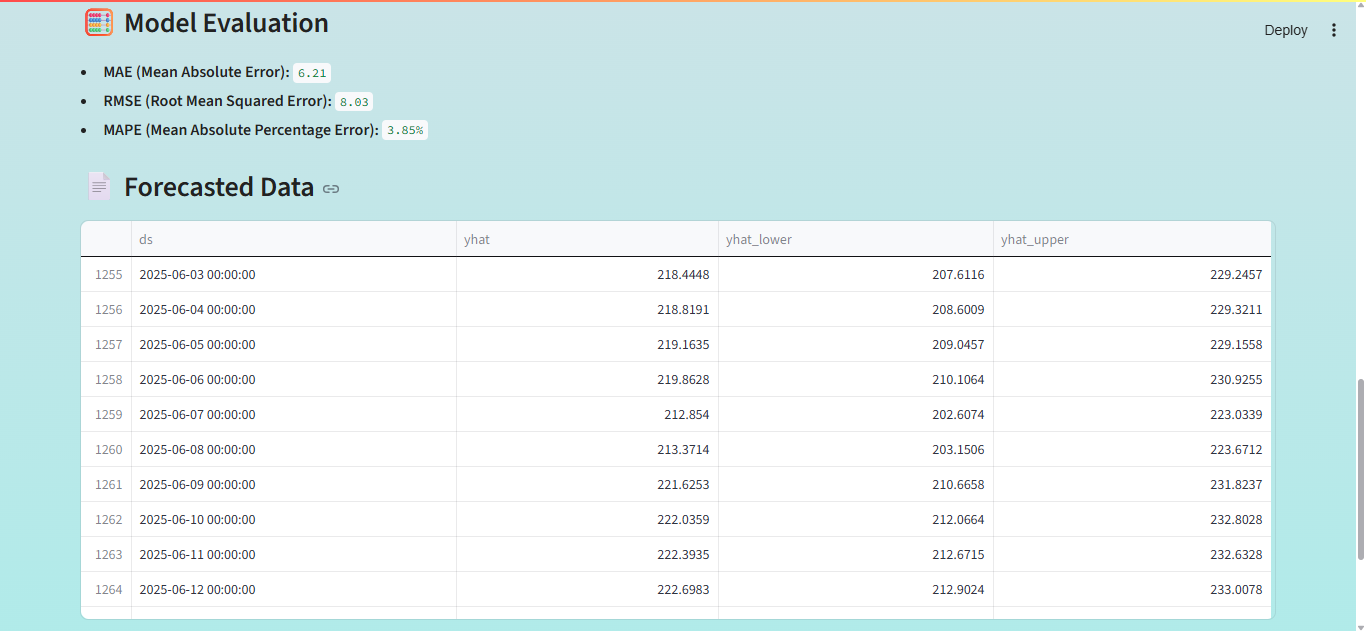 Model Evaluation
Deploy
MAE (Mean Absolute Error): 6.21
RMSE (Root Mean Squared Error): 8.03
MAPE (Mean Absolute Percentage Error): 3.85%
Forecasted Data
ds yhat yhat_lower yhat_upper
1255 2025-06-03 00:00:00 218.4448 207.6116 229.2457
1256 2025-06-04 00:00:00 218.8191 208.6009 229.3211
1257 2025-06-05 00:00:00 219.1635 209.0457 229.1558
1258 2025-06-06 00:00:00 219.8628 210.1064 230.9255
1259 2025-06-07 00:00:00 212.854 202.6074 223.0339
1260 2025-06-08 00:00:00 213.3714 203.1506 223.6712
1261 2025-06-09 00:00:00 221.6253 210.6658 231.8237
1262 2025-06-10 00:00:00 222.0359 212.0664 232.8028
1263 2025-06-11 00:00:00 222.3935 212.6715 232.6328
1264 2025-06-12 00:00:00 222.6983 212.9024 233.0078